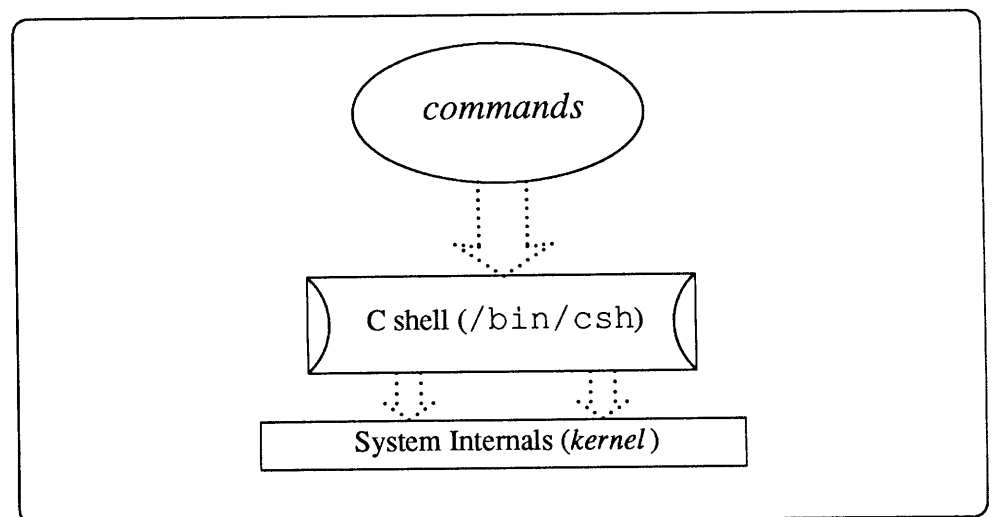 commands
C shell (/bin/csh)
System Internals (kernel)